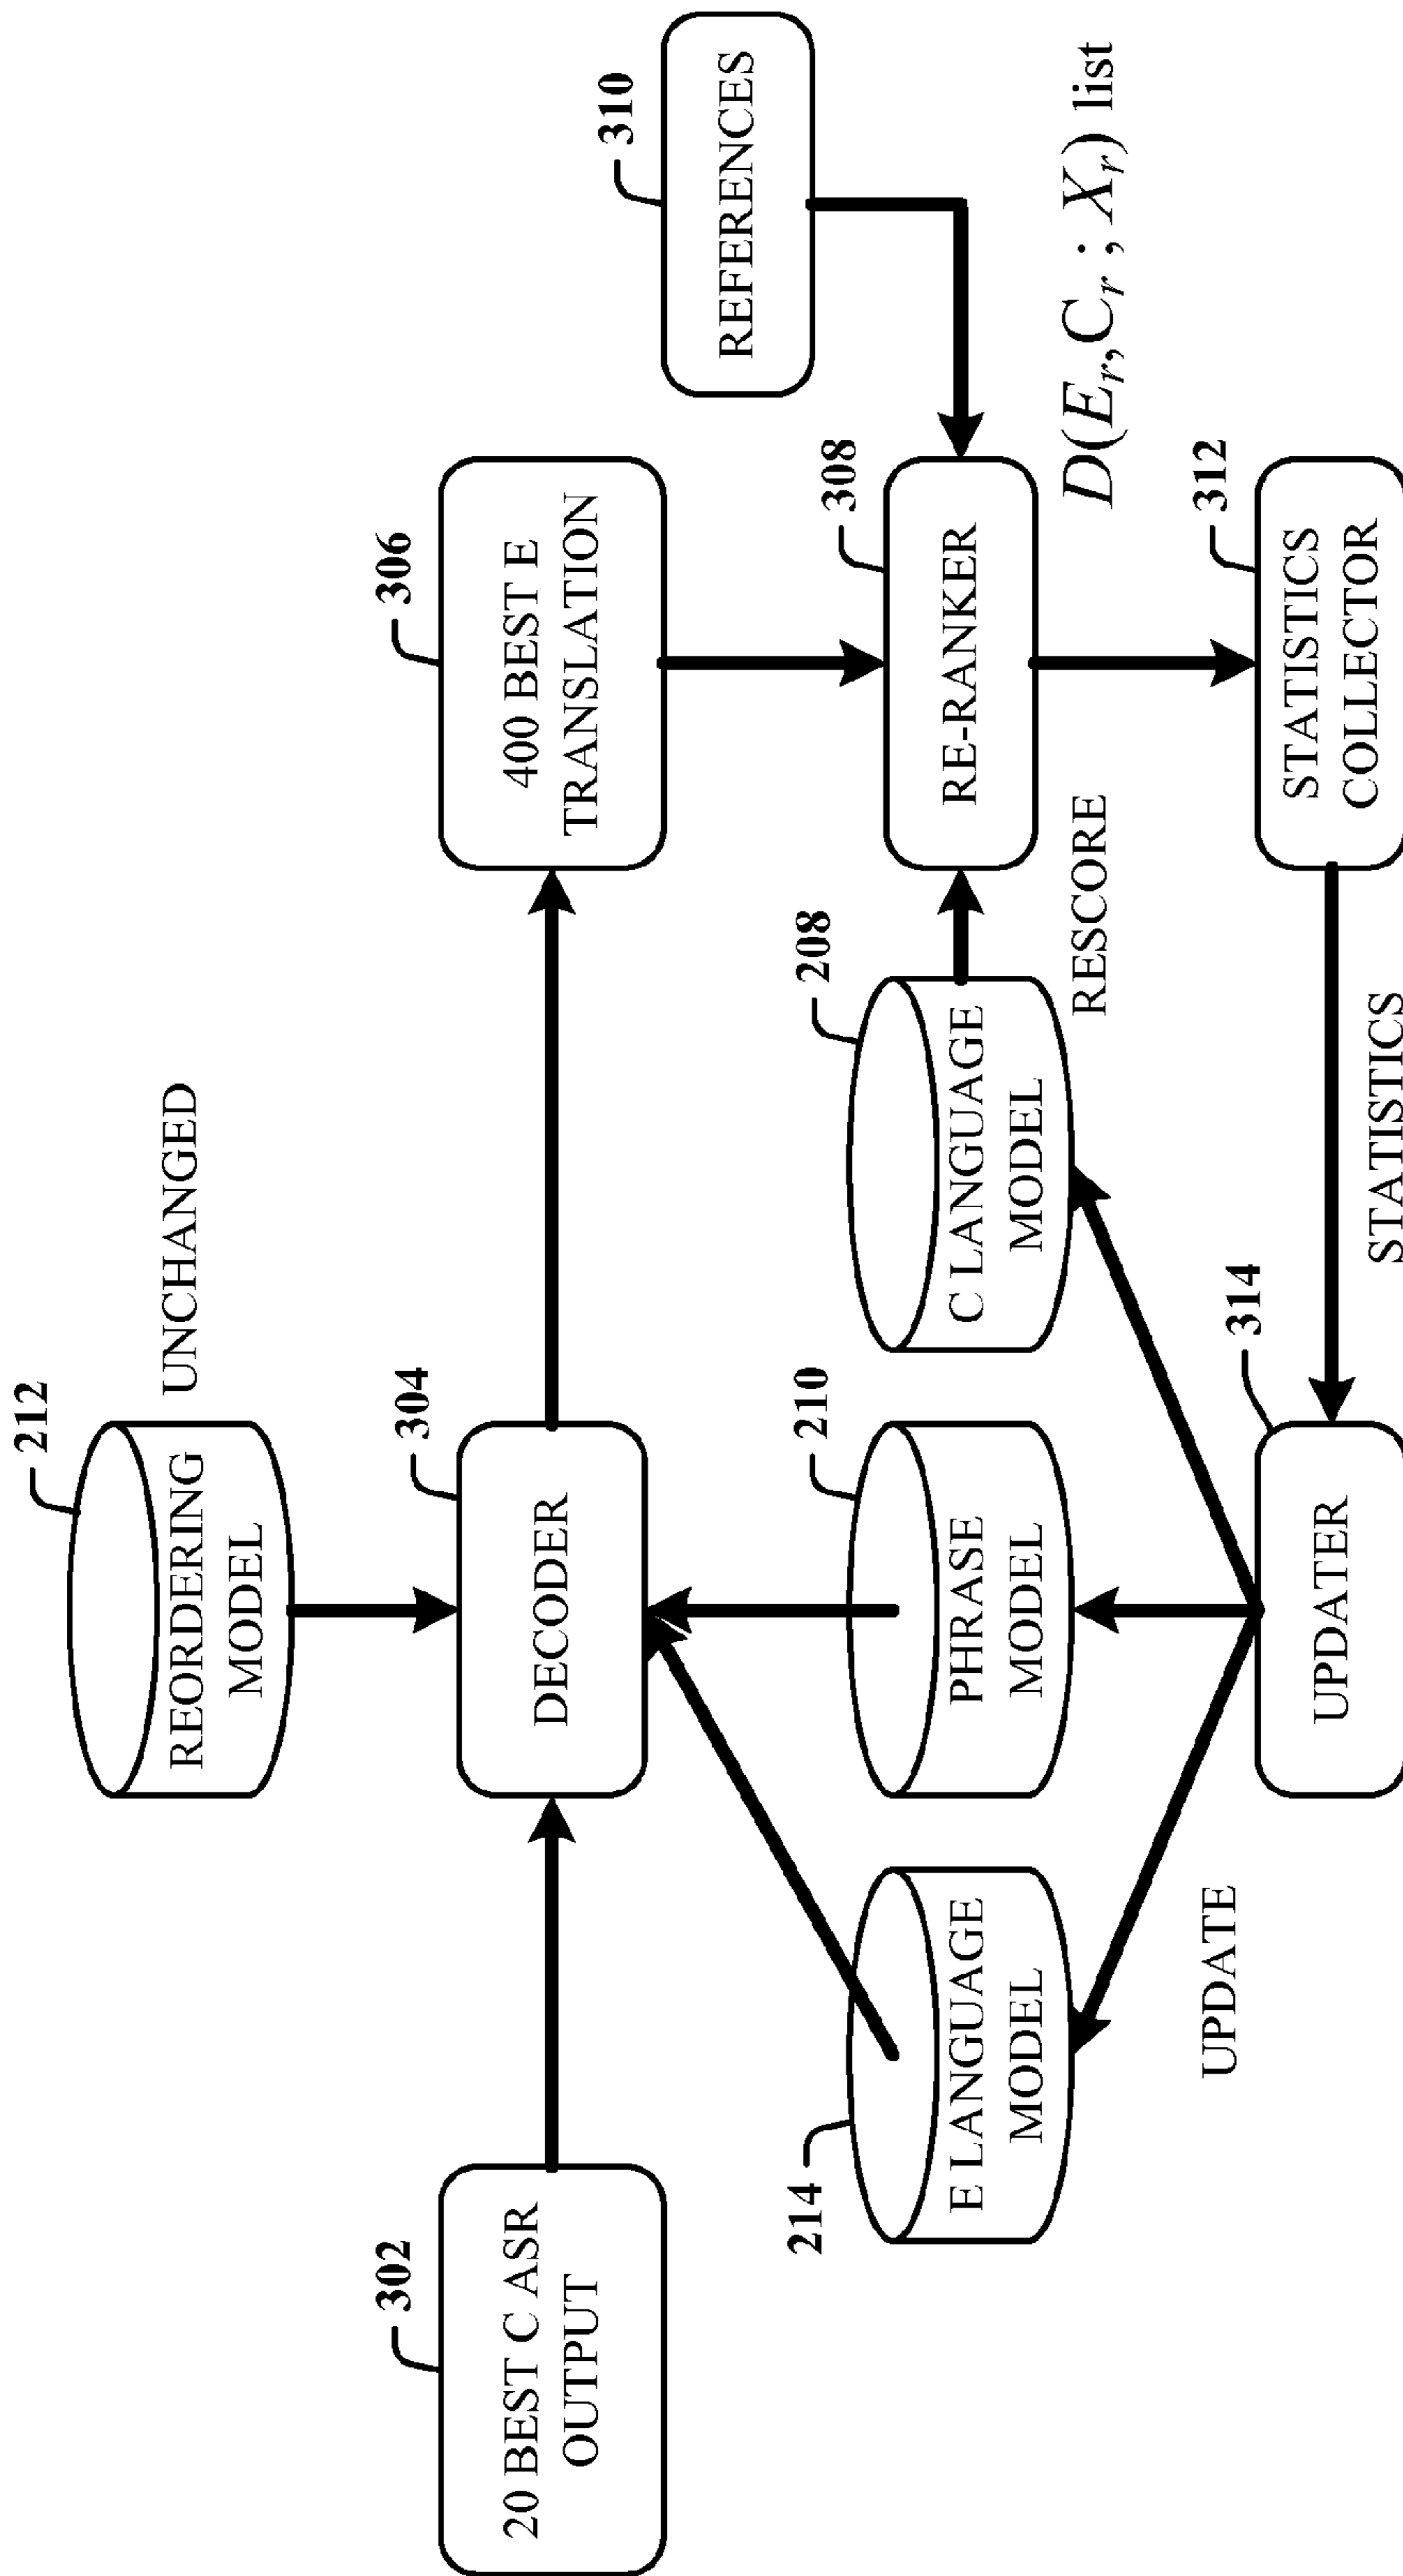 212
REORDERING
MODEL
UNCHANGED
302
20 BEST C ASR
OUTPUT
304
DECODER
306
400 BEST E
TRANSLATION
310
REFERENCES
214
E LANGUAGE
MODEL
210
PHRASE
MODEL
208
C LANGUAGE
MODEL
308
RE-RANKER
RESCORE
D(E_r, C_r ; X_r) list
UPDATE
314
UPDATER
STATISTICS
312
STATISTICS
COLLECTOR